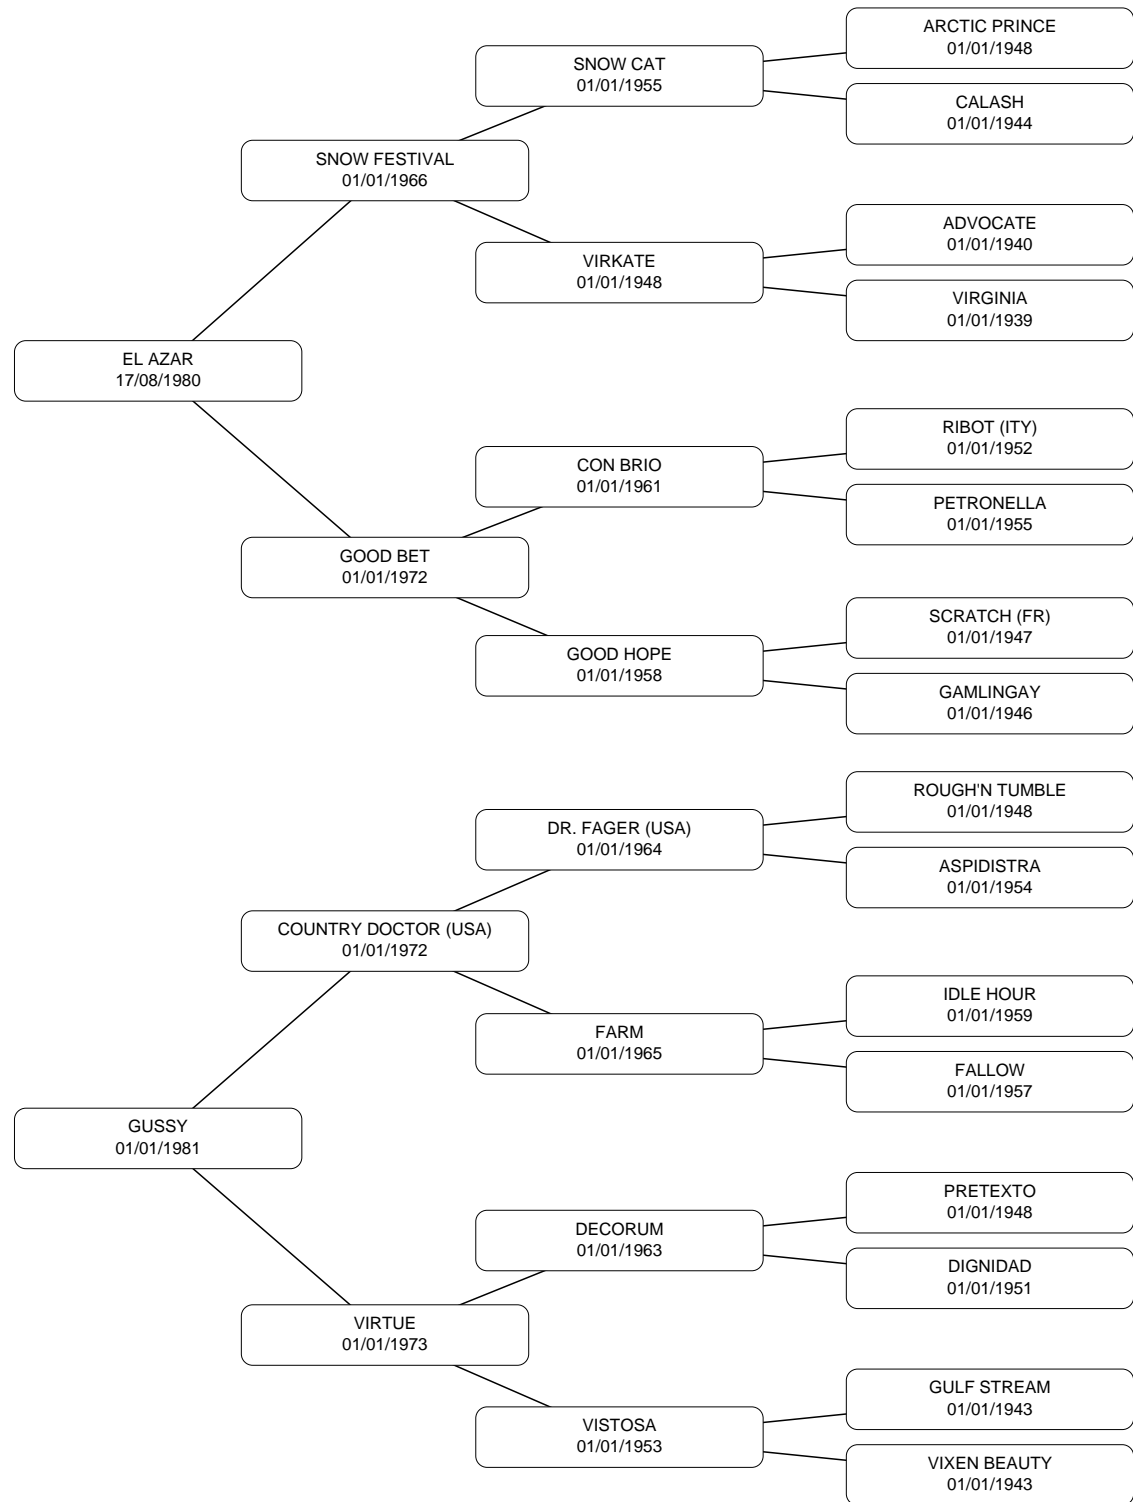 ARCTIC PRINCE
01/01/1948
SNOW CAT
01/01/1955
CALASH
01/01/1944
SNOW FESTIVAL
01/01/1966
ADVOCATE
01/01/1940
VIRKATE
01/01/1948
VIRGINIA
01/01/1939
EL AZAR
17/08/1980
RIBOT (ITY)
01/01/1952
CON BRIO
01/01/1961
PETRONELLA
01/01/1955
GOOD BET
01/01/1972
SCRATCH (FR)
01/01/1947
GOOD HOPE
01/01/1958
GAMLINGAY
01/01/1946
ROUGH'N TUMBLE
01/01/1948
DR. FAGER (USA)
01/01/1964
ASPIDISTRA
01/01/1954
COUNTRY DOCTOR (USA)
01/01/1972
IDLE HOUR
01/01/1959
FARM
01/01/1965
FALLOW
01/01/1957
GUSSY
01/01/1981
PRETEXTO
01/01/1948
DECORUM
01/01/1963
DIGNIDAD
01/01/1951
VIRTUE
01/01/1973
GULF STREAM
01/01/1943
VISTOSA
01/01/1953
VIXEN BEAUTY
01/01/1943